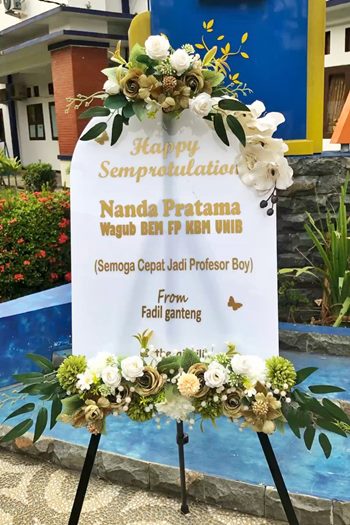 Happy
Semprotulation
Nanda Pratama
Wagub BEM FP KBM UNIB
(Semoga Cepat Jadi Profesor Boy)
From
Fadil ganteng